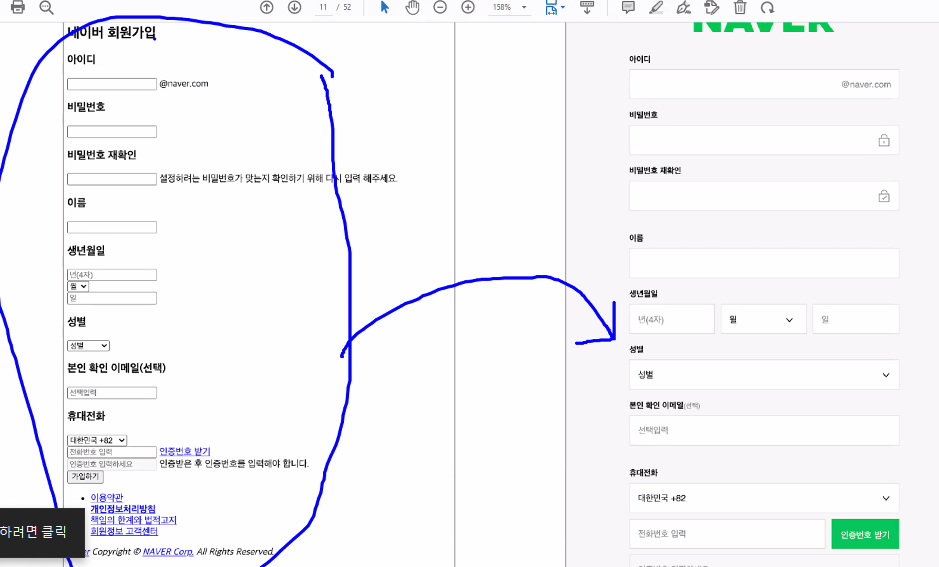 11 / 52
158%
네이버 회원가입
아이디
@naver.com
비밀번호
비밀번호 재확인
설정하려는 비밀번호가 맞는지 확인하기 위해 다시 입력 해주세요.
이름
생년월일
년(4자)
월
일
성별
성별
본인 확인 이메일(선택)
선택입력
휴대전화
대한민국 +82
전화번호 입력 인증번호 받기
인증번호 입력하세요 인증받은 후 인증번호를 입력해야 합니다.
가입하기
이용약관
개인정보처리방침
책임의 한계와 법적고지
회원정보 고객센터
Copyright © NAVER Corp. All Rights Reserved.
하려면 클릭
NAVER
아이디
@naver.com
비밀번호
비밀번호 재확인
이름
생년월일
년(4자) 월 일
성별
성별
본인 확인 이메일(선택)
선택입력
휴대전화
대한민국 +82
전화번호 입력 인증번호 받기